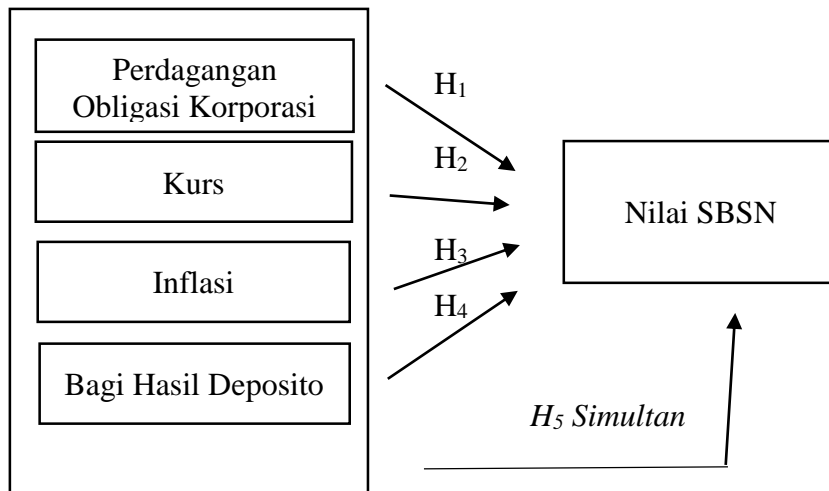 Perdagangan
Obligasi Korporasi
H₁
H₂
Kurs
Nilai SBSN
H₃
Inflasi
H₄
Bagi Hasil Deposito
H₅ Simultan